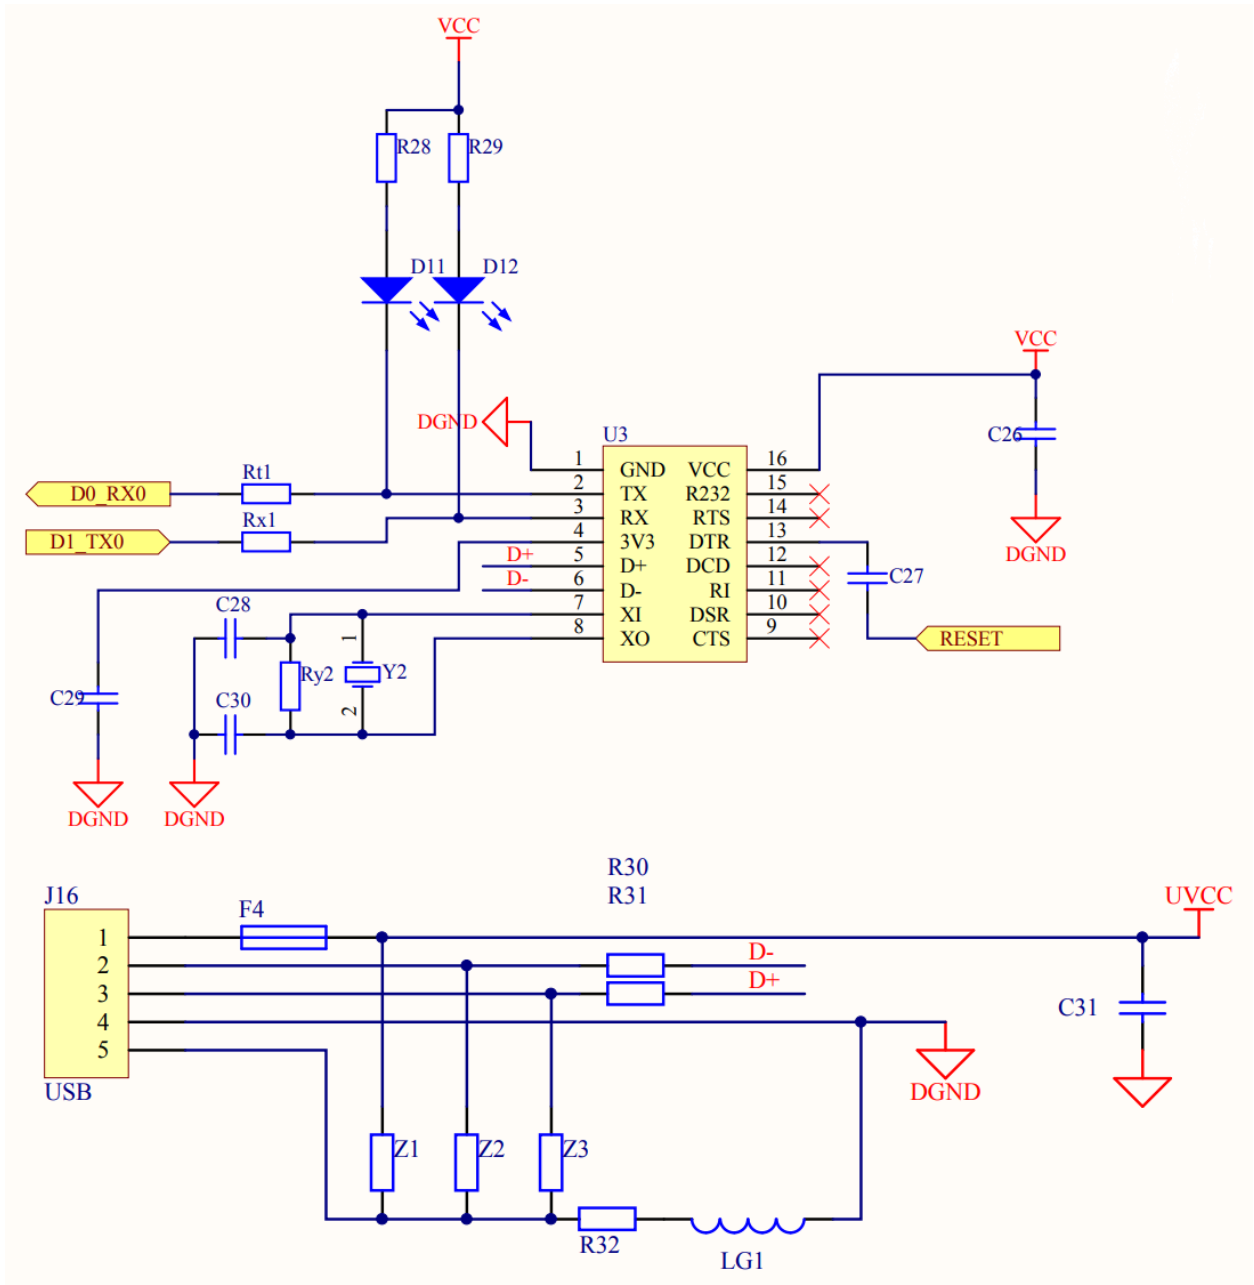 VCC
R28 R29
D11 D12
VCC
DGND
C26
U3
1 GND VCC 16
Rt1
D0_RX0
2 TX R232 15
Rx1
3 RX RTS 14
D1_TX0
4 3V3 DTR 13
DGND
D+
5 D+ DCD 12
C27
D-
6 D- RI 11
C28
7 XI DSR 10
8 XO CTS 9
RESET
1
Ry2 Y2
C29
C30
2
DGND DGND
R30
R31
J16
F4
UVCC
1
2
D-
3
D+
4
5
C31
USB
DGND
Z1 Z2 Z3
R32
LG1